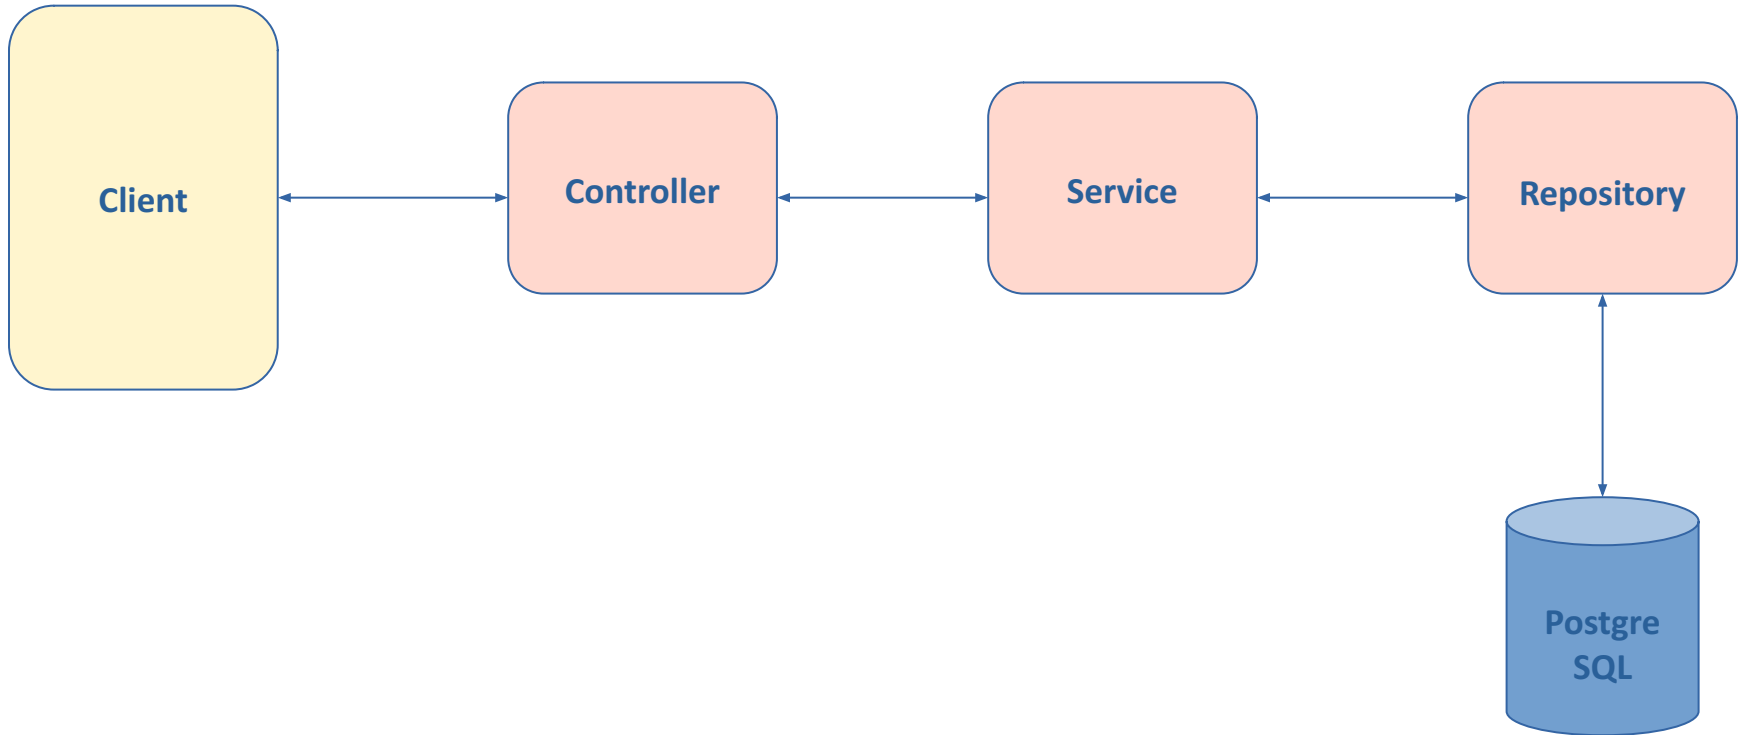 Client
Controller
Service
Repository
Postgre
SQL